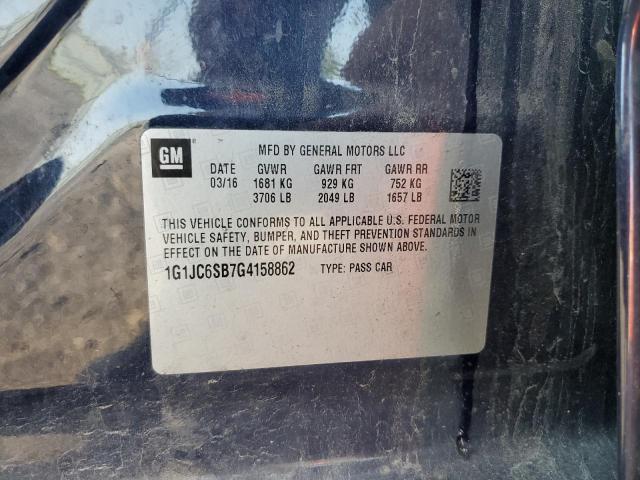 GM
MFD BY GENERAL MOTORS LLC
DATE GVWR GAWR FRT GAWR RR
03/16 1681 KG 929 KG 752 KG
3706 LB 2049 LB 1657 LB
THIS VEHICLE CONFORMS TO ALL APPLICABLE U.S. FEDERAL MOTOR
VEHICLE SAFETY, BUMPER, AND THEFT PREVENTION STANDARDS IN
EFFECT ON THE DATE OF MANUFACTURE SHOWN ABOVE.
1G1JC6SB7G4158862 TYPE: PASS CAR